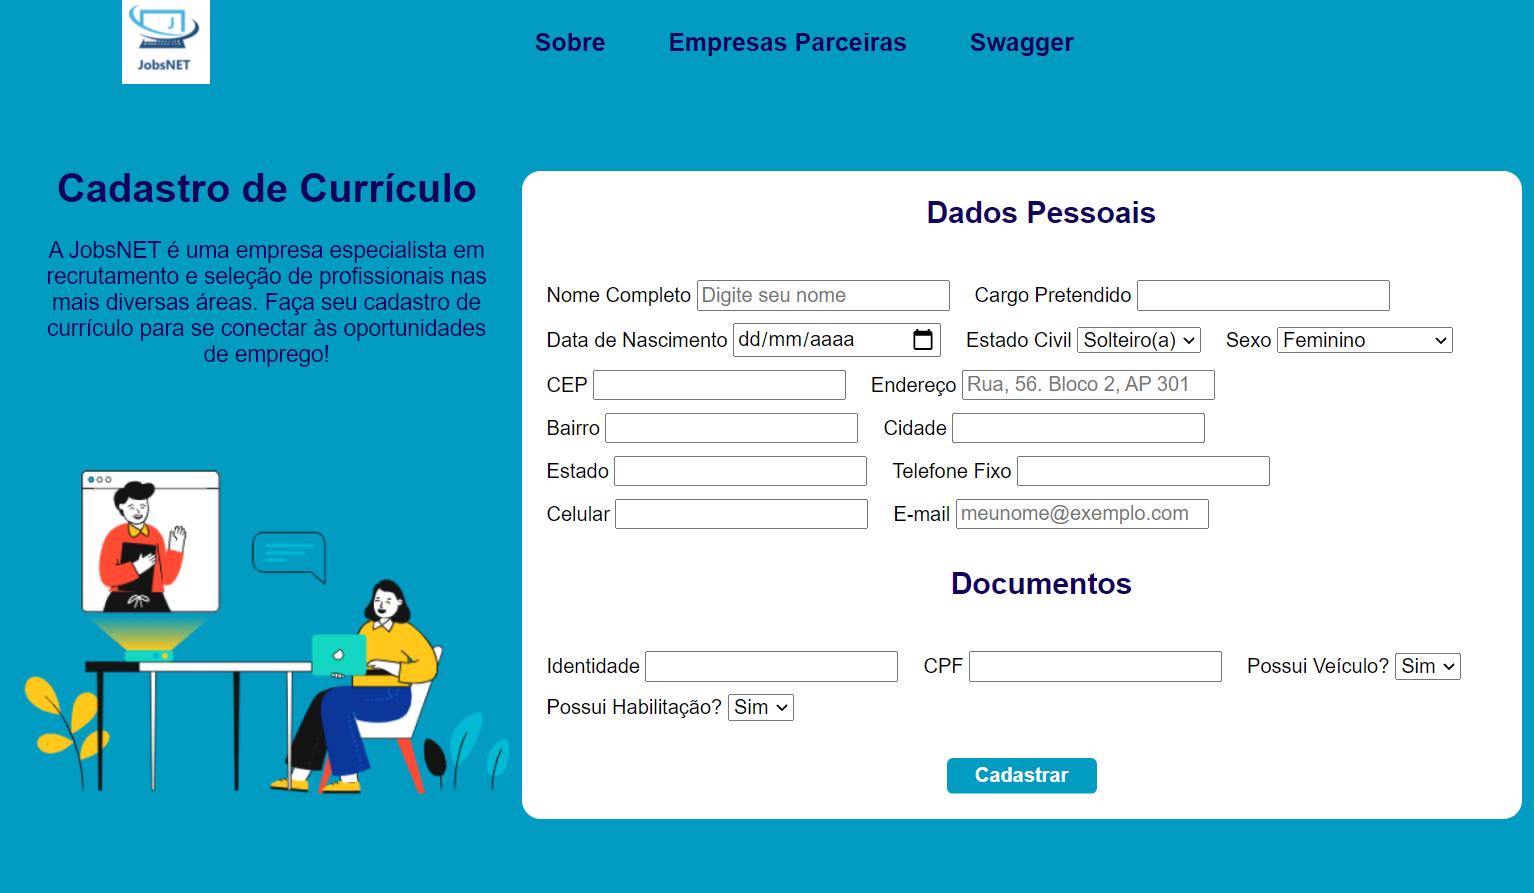 J
JobsNET
Sobre Empresas Parceiras Swagger
Cadastro de Currículo
A JobsNET é uma empresa especialista em
recrutamento e seleção de profissionais nas
mais diversas áreas. Faça seu cadastro de
currículo para se conectar às oportunidades
de emprego!
Dados Pessoais
Nome Completo Digite seu nome Cargo Pretendido
Data de Nascimento dd/mm/aaaa Estado Civil Solteiro(a) Sexo Feminino
CEP Endereço Rua, 56. Bloco 2, AP 301
Bairro Cidade
Estado Telefone Fixo
Celular E-mail meunome@exemplo.com
Documentos
Identidade CPF Possui Veículo? Sim
Possui Habilitação? Sim
Cadastrar